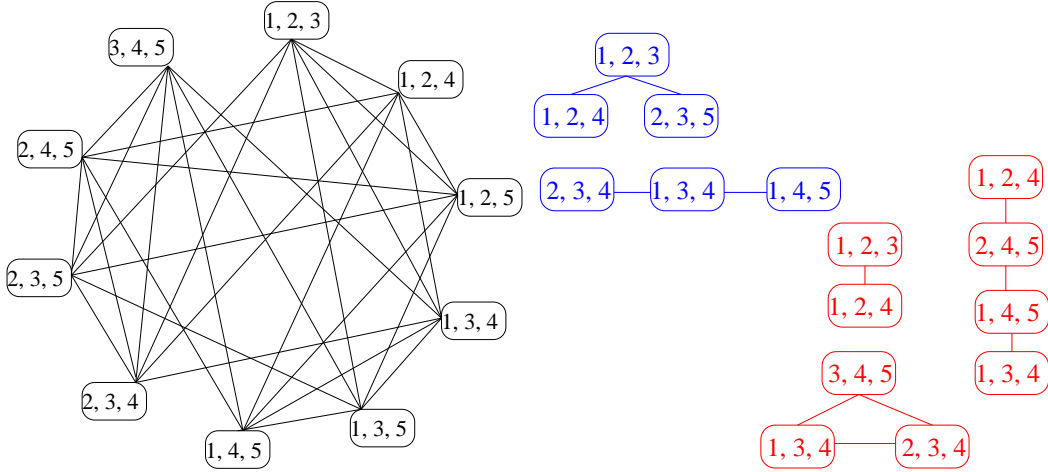 1, 2, 3
3, 4, 5
1, 2, 4
2, 4, 5
1, 2, 5
2, 3, 5
1, 3, 4
2, 3, 4
1, 3, 5
1, 4, 5
1, 2, 3
1, 2, 4
2, 3, 5
2, 3, 4
1, 3, 4
1, 4, 5
1, 2, 3
1, 2, 4
3, 4, 5
1, 3, 4
2, 3, 4
1, 2, 4
2, 4, 5
1, 4, 5
1, 3, 4